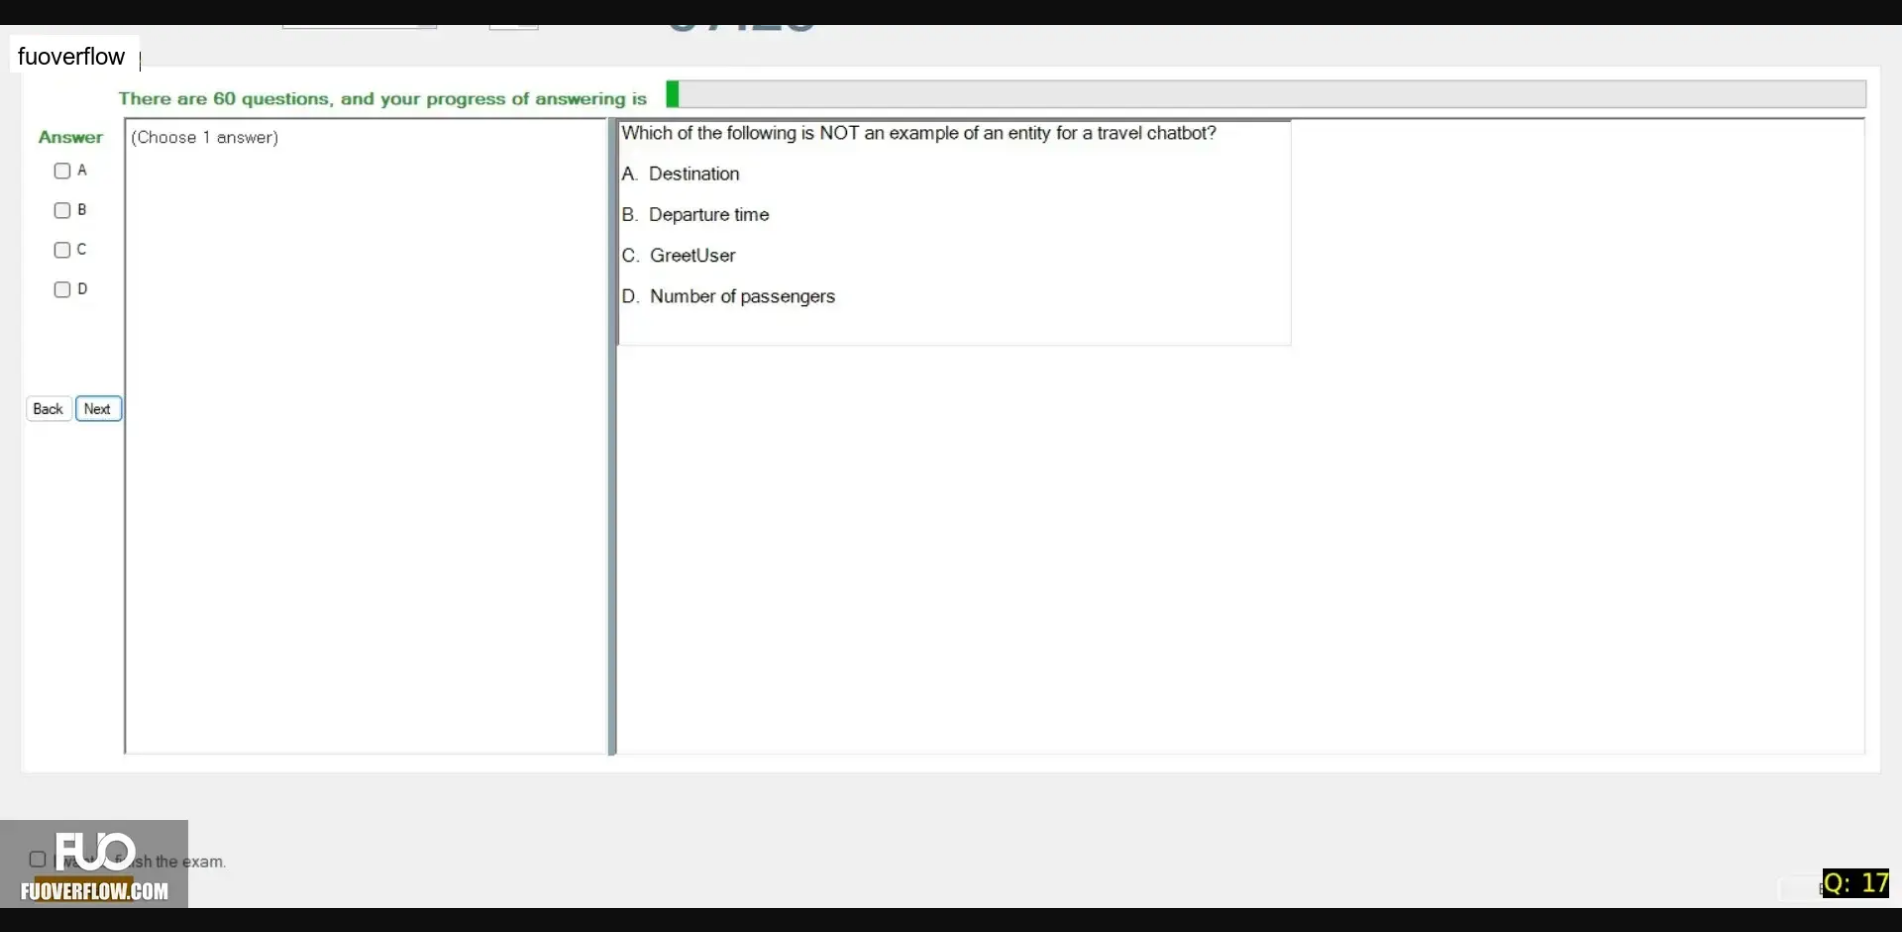 fuoverflow
There are 60 questions, and your progress of answering is
Answer
(Choose 1 answer)
A
B
C
D
Back
Next
Which of the following is NOT an example of an entity for a travel chatbot?
A. Destination
B. Departure time
C. GreetUser
D. Number of passengers
the exam.
FUO
FUOVERFLOW.COM
Q: 17